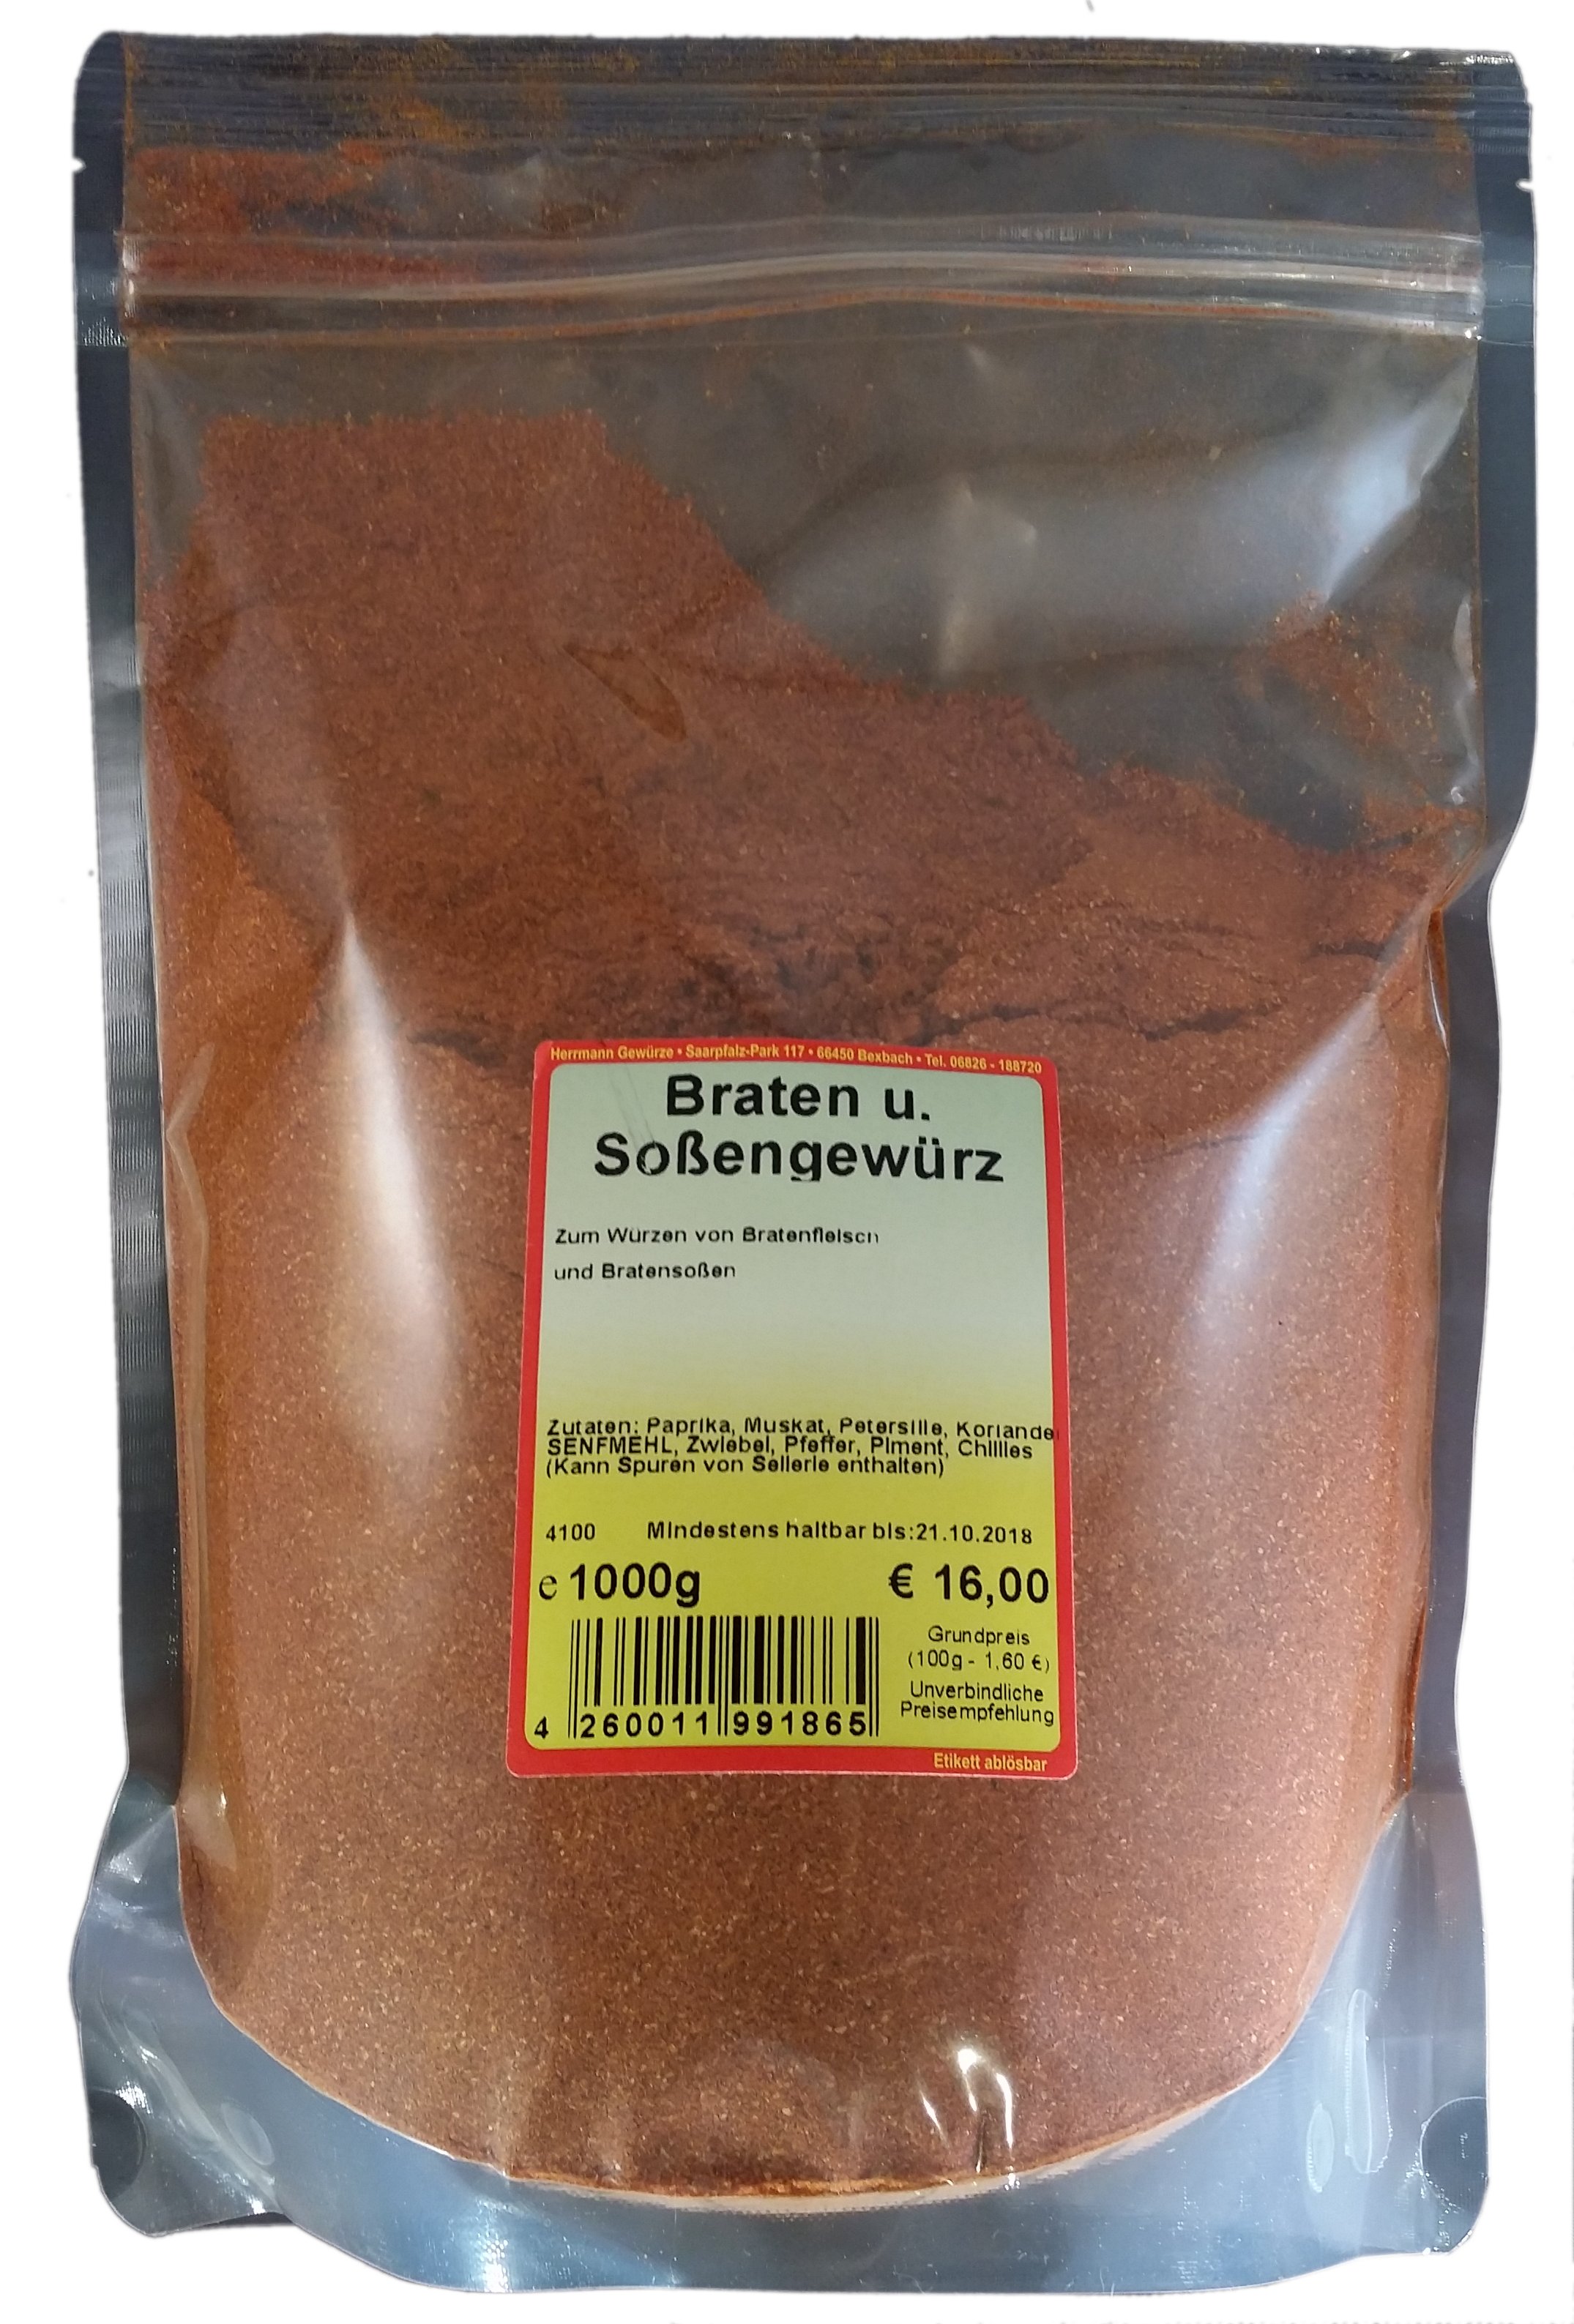 Herrmann Gewürze • Saarpfalz-Park 117 • 66450 Bexbach • Tel. 06826 - 188720
Braten u.
Soßengewürz
Zum Würzen von Bratenfleisch
und Bratensoßen
Zutaten: Paprika, Muskat, Petersilie, Koriande
SENFMEHL, Zwiebel, Pfeffer, Piment, Chillies
(Kann Spuren von Sellerie enthalten)
4100 Mindestens haltbar bis:21.10.2018
e 1000g € 16,00
Grundpreis
(100g - 1,60 €)
Unverbindliche
Preisempfehlung
4 260011 991865
Etikett ablösbar